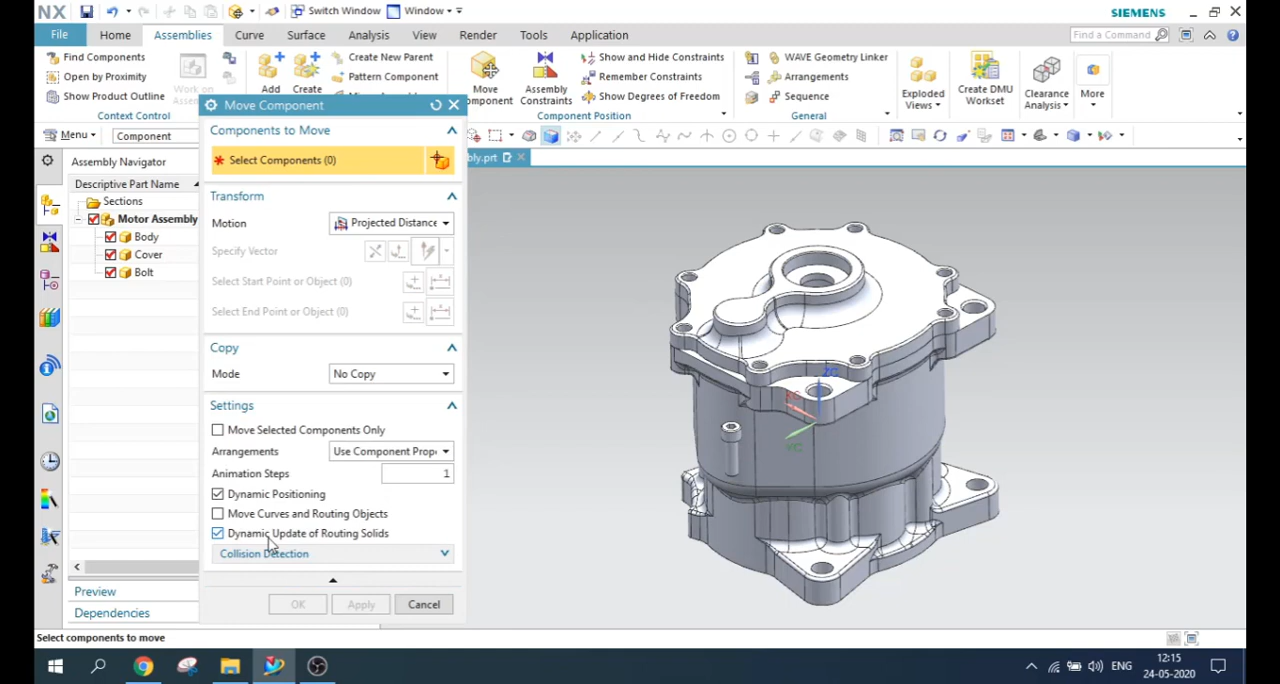 NX
Switch Window
Window
SIEMENS
File
Home
Assemblies
Curve
Surface
Analysis
View
Render
Tools
Application
Find a Command
Find Components
Open by Proximity
Show Product Outline
Context Control
Work on
Add
Create
Create New Parent
Pattern Component
Move
Component
Assembly
Constraints
Show and Hide Constraints
Remember Constraints
Show Degrees of Freedom
Component Position
WAVE Geometry Linker
Arrangements
Sequence
General
Exploded
Views
Create DMU
Workset
Clearance
Analysis
More
Menu
Component
Assembly Navigator
Descriptive Part Name
Sections
Motor Assembly
Body
Cover
Bolt
Preview
Dependencies
Move Component
Components to Move
* Select Components (0)
Transform
Motion
Projected Distance
Specify Vector
Select Start Point or Object (0)
Select End Point or Object (0)
Copy
Mode
No Copy
Settings
Move Selected Components Only
Arrangements
Use Component Prop
Animation Steps
1
Dynamic Positioning
Move Curves and Routing Objects
Dynamic Update of Routing Solids
Collision Detection
OK
Apply
Cancel
bly.prt
ZC
XC
YC
Select components to move
ENG
12:15
24-05-2020